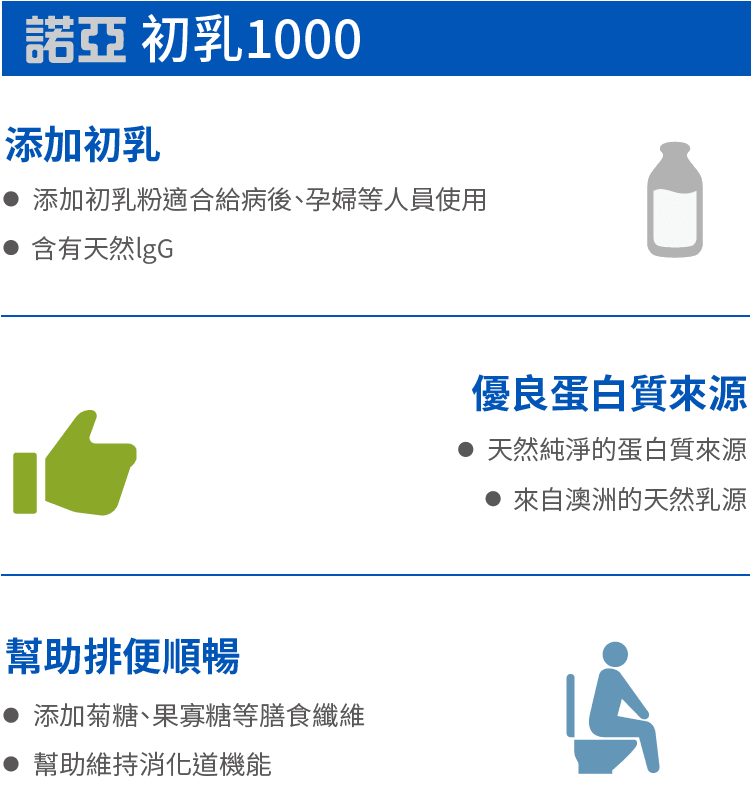 諾亞 初乳1000
添加初乳
● 添加初乳粉適合給病後、孕婦等人員使用
● 含有天然lgG
優良蛋白質來源
● 天然純淨的蛋白質來源
● 來自澳洲的天然乳源
幫助排便順暢
● 添加菊糖、果寡糖等膳食纖維
● 幫助維持消化道機能